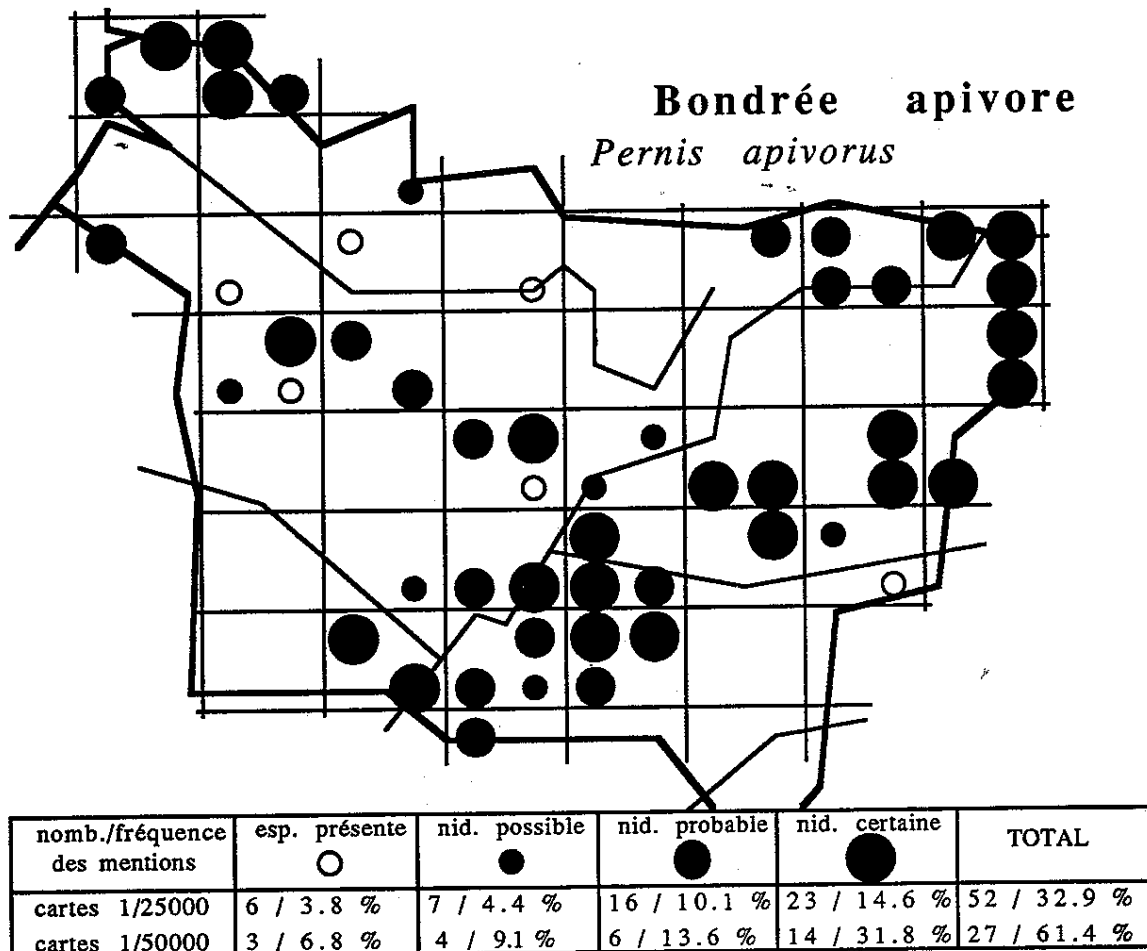 Bondrée apivore
Pernis apivorus
nomb./fréquence des mentions esp. présente nid. possible nid. probable nid. certaine TOTAL
cartes 1/25000 6 / 3.8 % 7 / 4.4 % 16 / 10.1 % 23 / 14.6 % 52 / 32.9 %
cartes 1/50000 3 / 6.8 % 4 / 9.1 % 6 / 13.6 % 14 / 31.8 % 27 / 61.4 %